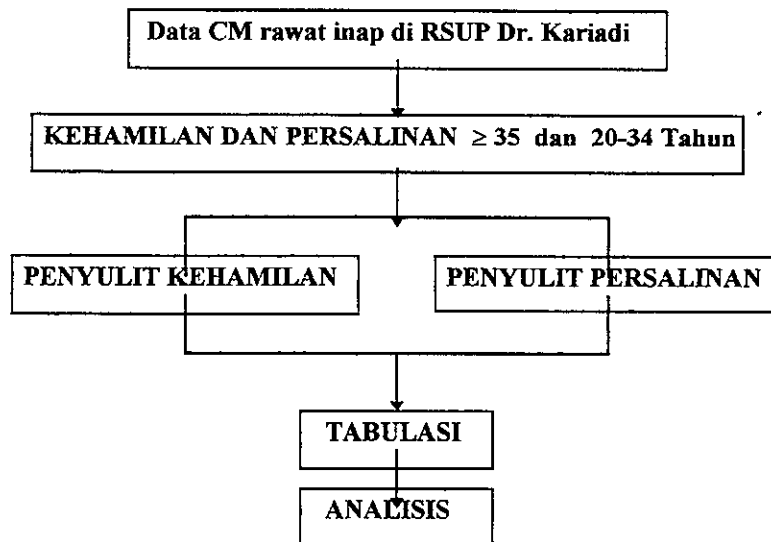 Data CM rawat inap di RSUP Dr. Kariadi
KEHAMILAN DAN PERSALINAN ≥ 35 dan 20-34 Tahun
PENYULIT KEHAMILAN
PENYULIT PERSALINAN
TABULASI
ANALISIS